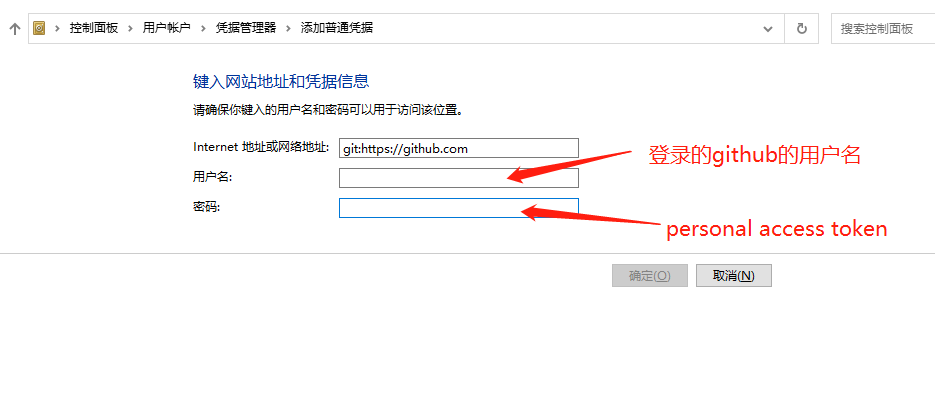 控制面板 › 用户帐户 › 凭据管理器 › 添加普通凭据
搜索控制面板
键入网站地址和凭据信息
请确保你键入的用户名和密码可以用于访问该位置。
Internet 地址或网络地址: git:https://github.com
登录的github的用户名
用户名:
密码:
personal access token
确定(O) 取消(N)